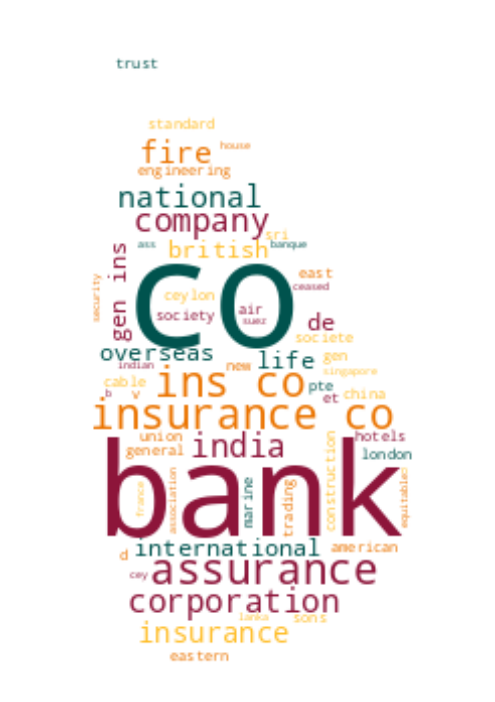 trust
standard
fire house
engineering
national
company
sri
ass british banque
gen ins
co
east
security
ceylon
ceased
society air suez
de
societe
overseas life gen
indian new singapore
cable ins co pte
b v et china
insurance co
union india hotels
general london
bank
france
association
marine
trading
construction
equitable
d international american
cey assurance
corporation
lanka sons
insurance
eastern